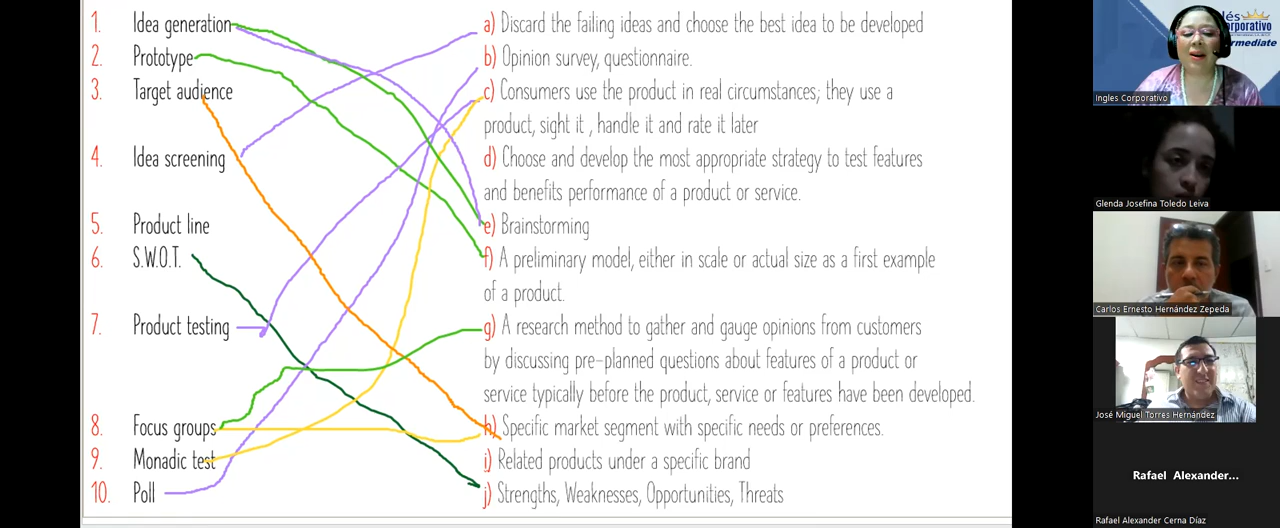 1. Idea generation
2. Prototype
3. Target audience
4. Idea screening
5. Product line
6. S.W.O.T.
7. Product testing
8. Focus groups
9. Monadic test
10. Poll
a) Discard the failing ideas and choose the best idea to be developed
b) Opinion survey, questionnaire.
c) Consumers use the product in real circumstances; they use a
product, sight it , handle it and rate it later
d) Choose and develop the most appropriate strategy to test features
and benefits performance of a product or service.
e) Brainstorming
f) A preliminary model, either in scale or actual size as a first example
of a product.
g) A research method to gather and gauge opinions from customers
by discussing pre-planned questions about features of a product or
service typically before the product, service or features have been developed.
h) Specific market segment with specific needs or preferences.
i) Related products under a specific brand
j) Strengths, Weaknesses, Opportunities, Threats
Ingles Corporativo
Glenda Josefina Toledo Leiva
Carlos Ernesto Hernández Zepeda
José Miguel Torres Hernández
Rafael Alexander...
Rafael Alexander Cerna Díaz